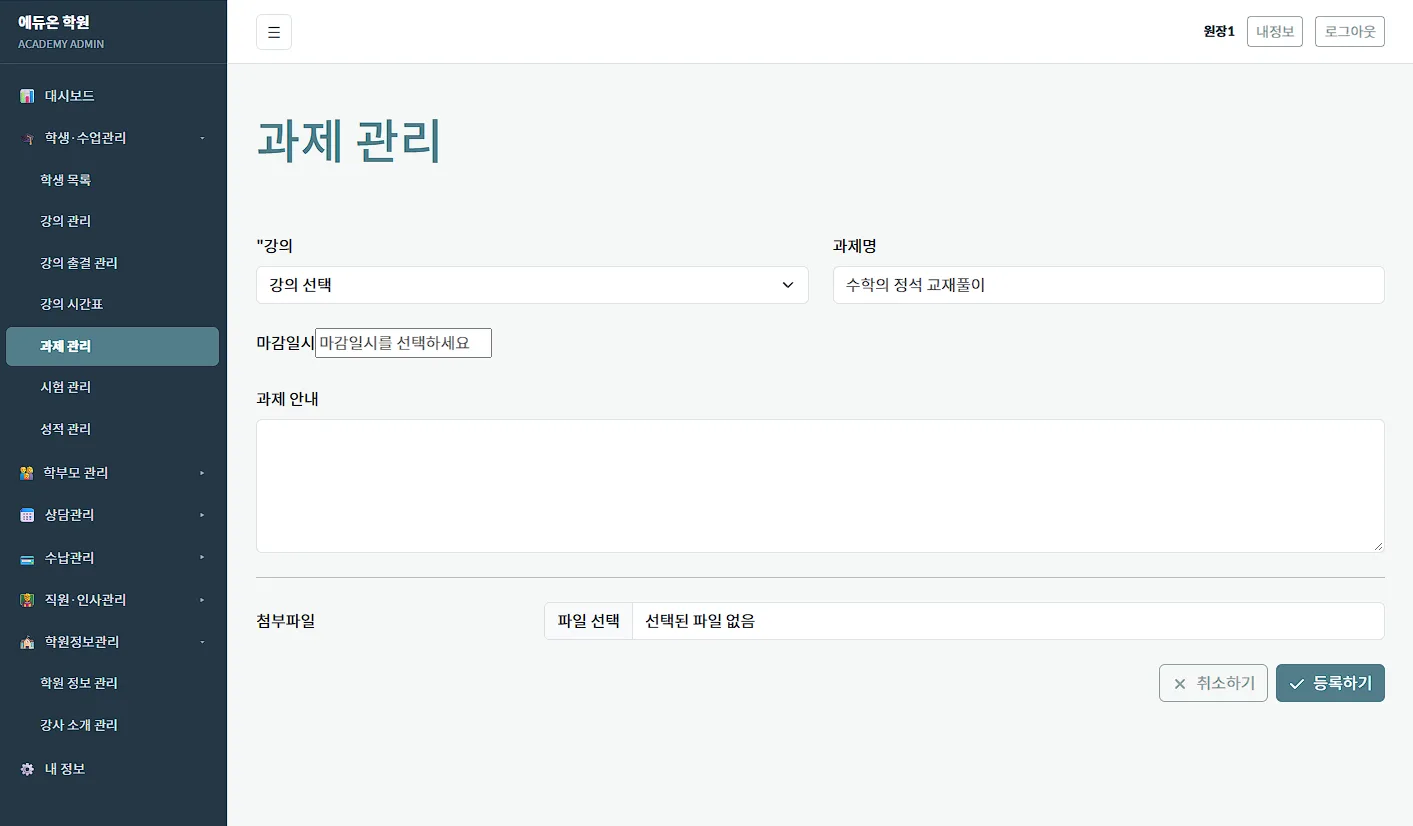 에듀온 학원
ACADEMY ADMIN
대시보드
학생·수업관리
학생 목록
강의 관리
강의 출결 관리
강의 시간표
과제 관리
시험 관리
성적 관리
학부모 관리
상담관리
수납관리
직원·인사관리
학원정보관리
학원 정보 관리
강사 소개 관리
내 정보
원장1 내정보 로그아웃
과제 관리
"강의 과제명
강의 선택 수학의 정석 교재풀이
마감일시 마감일시를 선택하세요
과제 안내
첨부파일 파일 선택 선택된 파일 없음
취소하기 등록하기